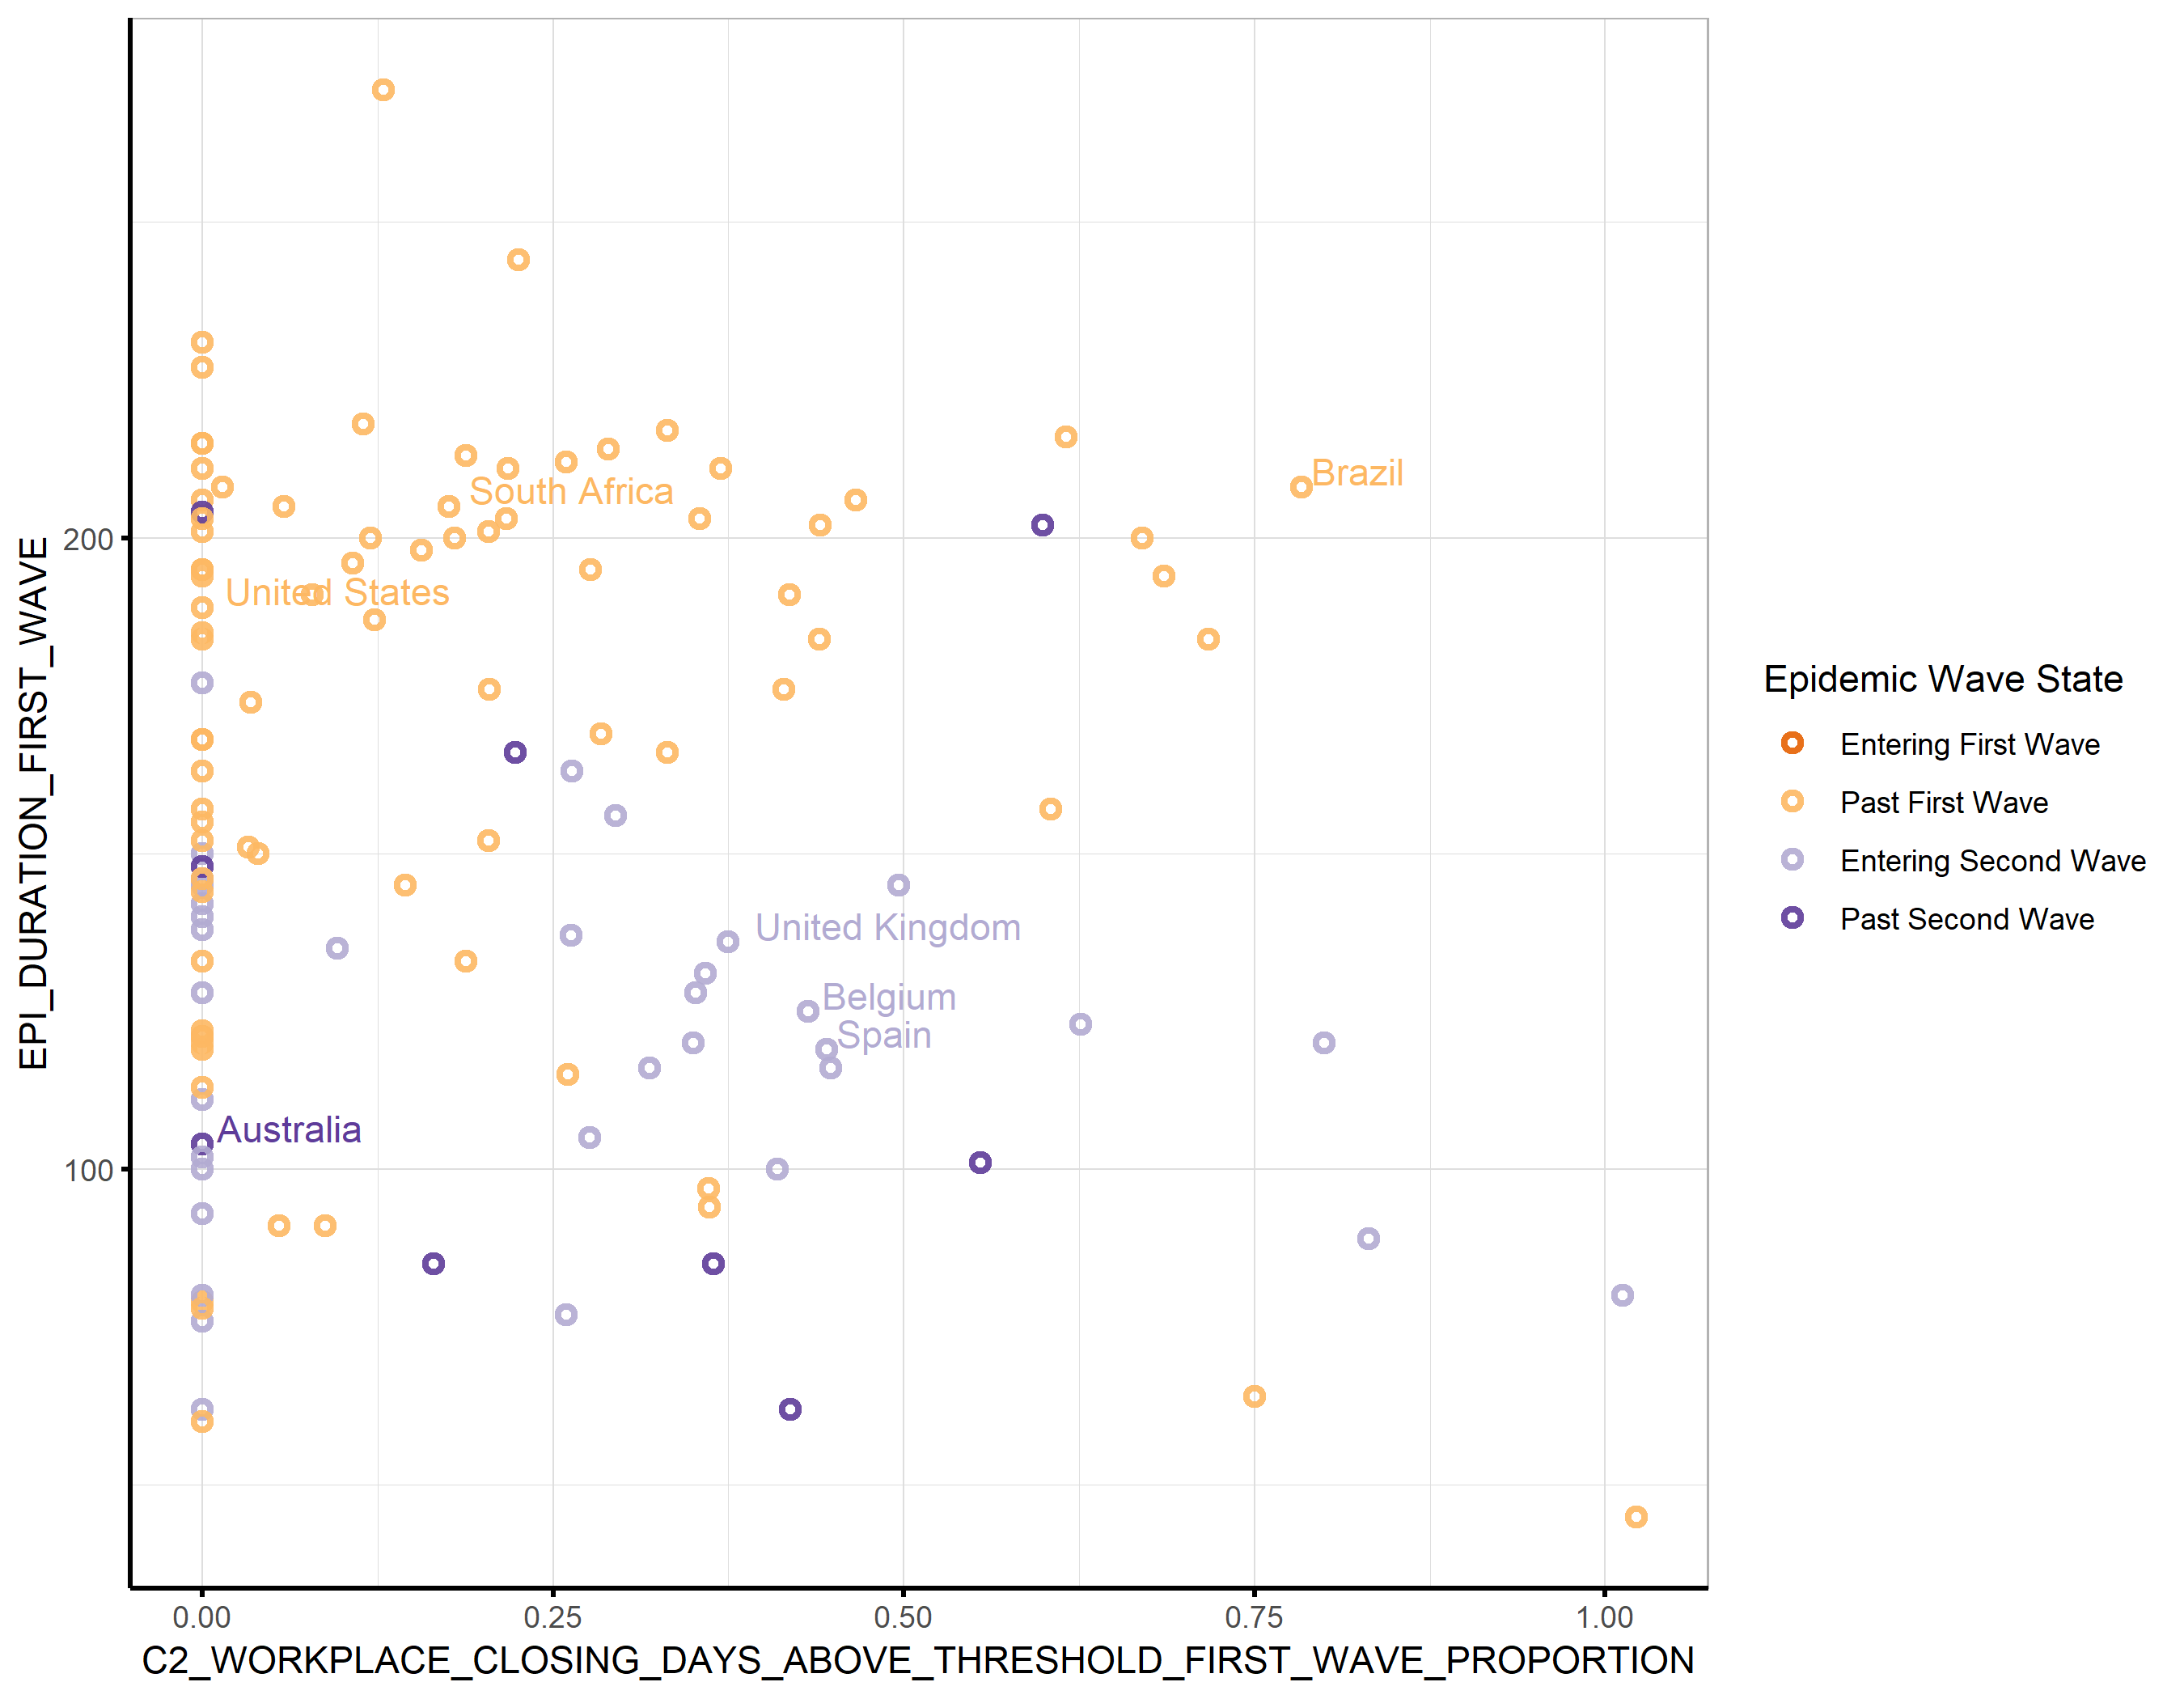 EPI_DURATION_FIRST_WAVE
200
100
Brazil
South Africa
United States
United Kingdom
Belgium
Spain
Australia
0.00 0.25 0.50 0.75 1.00
C2_WORKPLACE_CLOSING_DAYS_ABOVE_THRESHOLD_FIRST_WAVE_PROPORTION
Epidemic Wave State
Entering First Wave
Past First Wave
Entering Second Wave
Past Second Wave